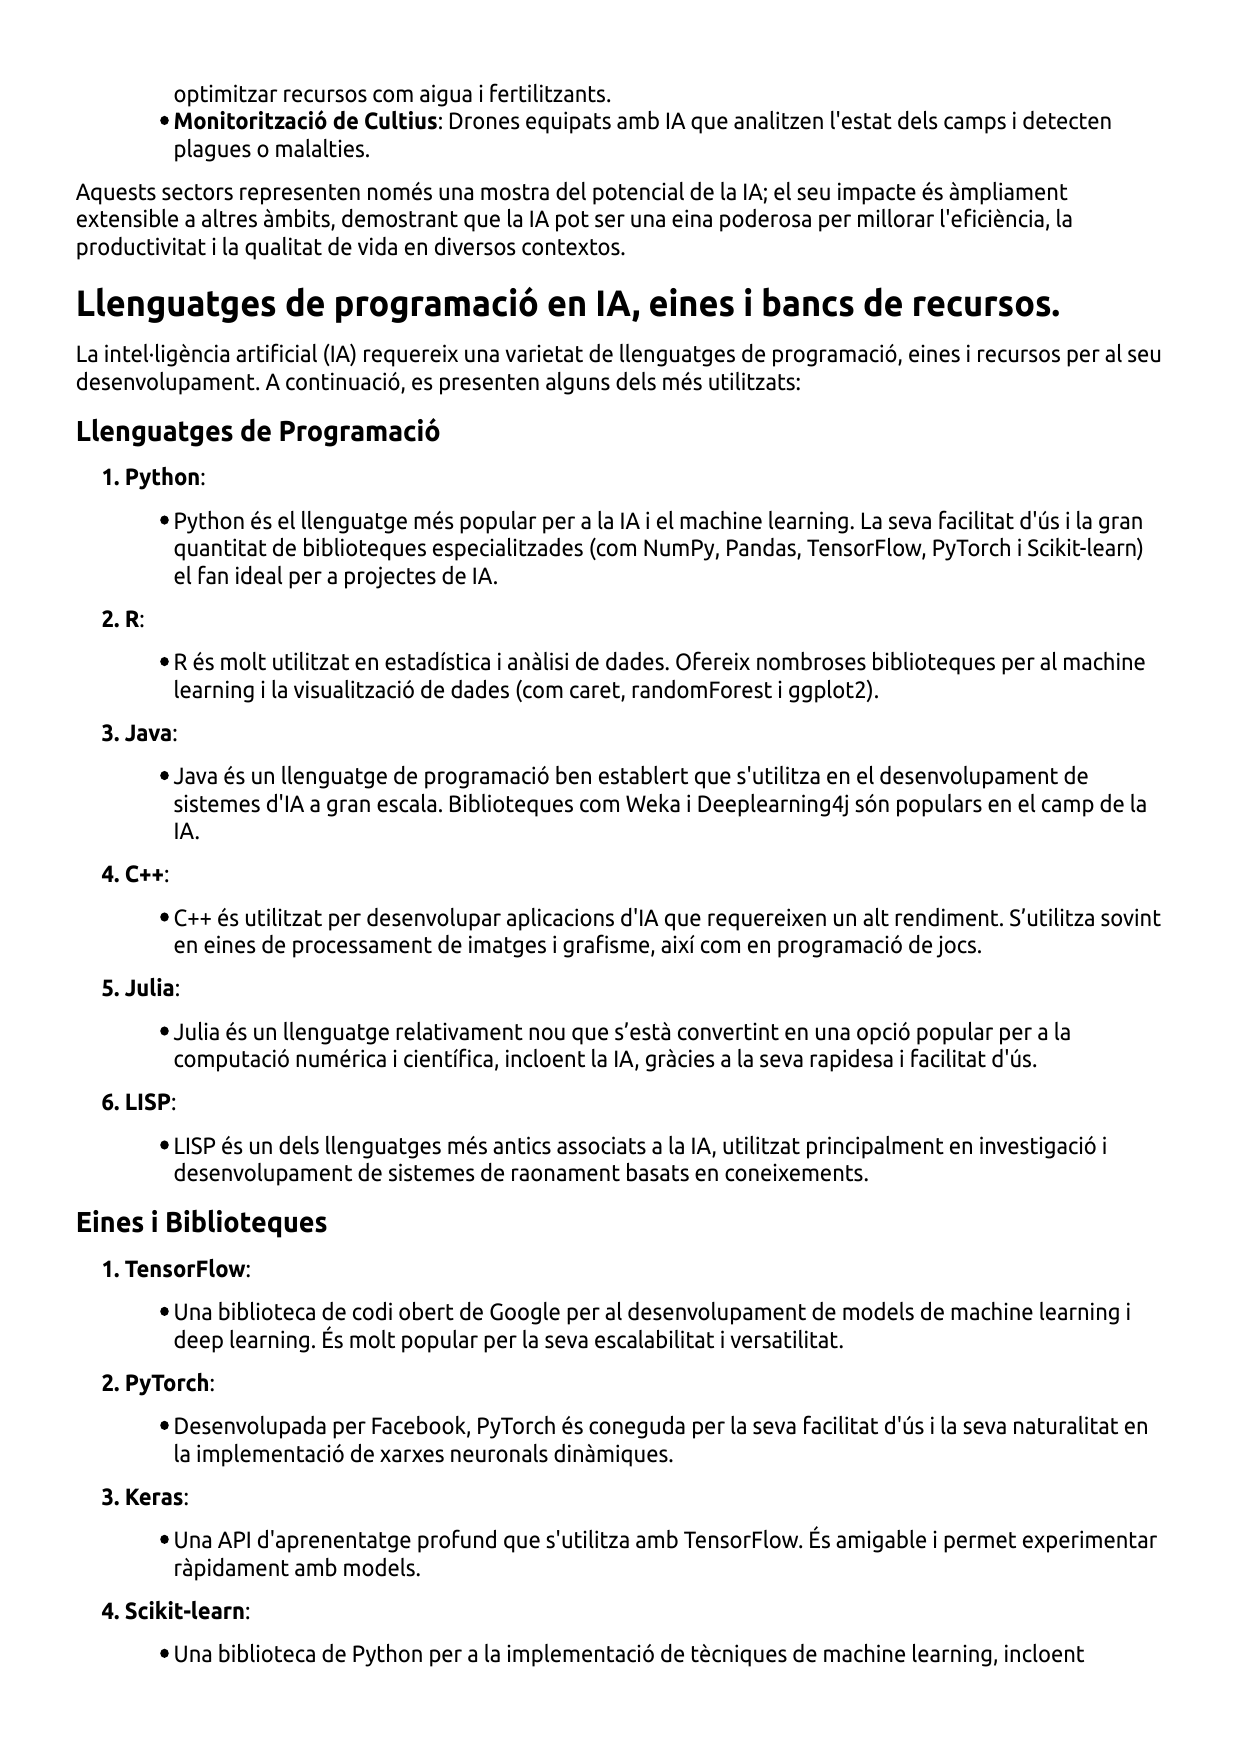 optimitzar recursos com aigua i fertilitzants.
• Monitorització de Cultius: Drones equipats amb IA que analitzen l'estat dels camps i detecten
plagues o malalties.
Aquests sectors representen només una mostra del potencial de la IA; el seu impacte és àmpliament
extensible a altres àmbits, demostrant que la IA pot ser una eina poderosa per millorar l'eficiència, la
productivitat i la qualitat de vida en diversos contextos.
Llenguatges de programació en IA, eines i bancs de recursos.
La intel·ligència artificial (IA) requereix una varietat de llenguatges de programació, eines i recursos per al seu
desenvolupament. A continuació, es presenten alguns dels més utilitzats:
Llenguatges de Programació
1. Python:
• Python és el llenguatge més popular per a la IA i el machine learning. La seva facilitat d'ús i la gran
quantitat de biblioteques especialitzades (com NumPy, Pandas, TensorFlow, PyTorch i Scikit-learn)
el fan ideal per a projectes de IA.
2. R:
• R és molt utilitzat en estadística i anàlisi de dades. Ofereix nombroses biblioteques per al machine
learning i la visualització de dades (com caret, randomForest i ggplot2).
3. Java:
• Java és un llenguatge de programació ben establert que s'utilitza en el desenvolupament de
sistemes d'IA a gran escala. Biblioteques com Weka i Deeplearning4j són populars en el camp de la
IA.
4. C++:
• C++ és utilitzat per desenvolupar aplicacions d'IA que requereixen un alt rendiment. S’utilitza sovint
en eines de processament de imatges i grafisme, així com en programació de jocs.
5. Julia:
• Julia és un llenguatge relativament nou que s’està convertint en una opció popular per a la
computació numérica i científica, incloent la IA, gràcies a la seva rapidesa i facilitat d'ús.
6. LISP:
• LISP és un dels llenguatges més antics associats a la IA, utilitzat principalment en investigació i
desenvolupament de sistemes de raonament basats en coneixements.
Eines i Biblioteques
1. TensorFlow:
• Una biblioteca de codi obert de Google per al desenvolupament de models de machine learning i
deep learning. És molt popular per la seva escalabilitat i versatilitat.
2. PyTorch:
• Desenvolupada per Facebook, PyTorch és coneguda per la seva facilitat d'ús i la seva naturalitat en
la implementació de xarxes neuronals dinàmiques.
3. Keras:
• Una API d'aprenentatge profund que s'utilitza amb TensorFlow. És amigable i permet experimentar
ràpidament amb models.
4. Scikit-learn:
• Una biblioteca de Python per a la implementació de tècniques de machine learning, incloent